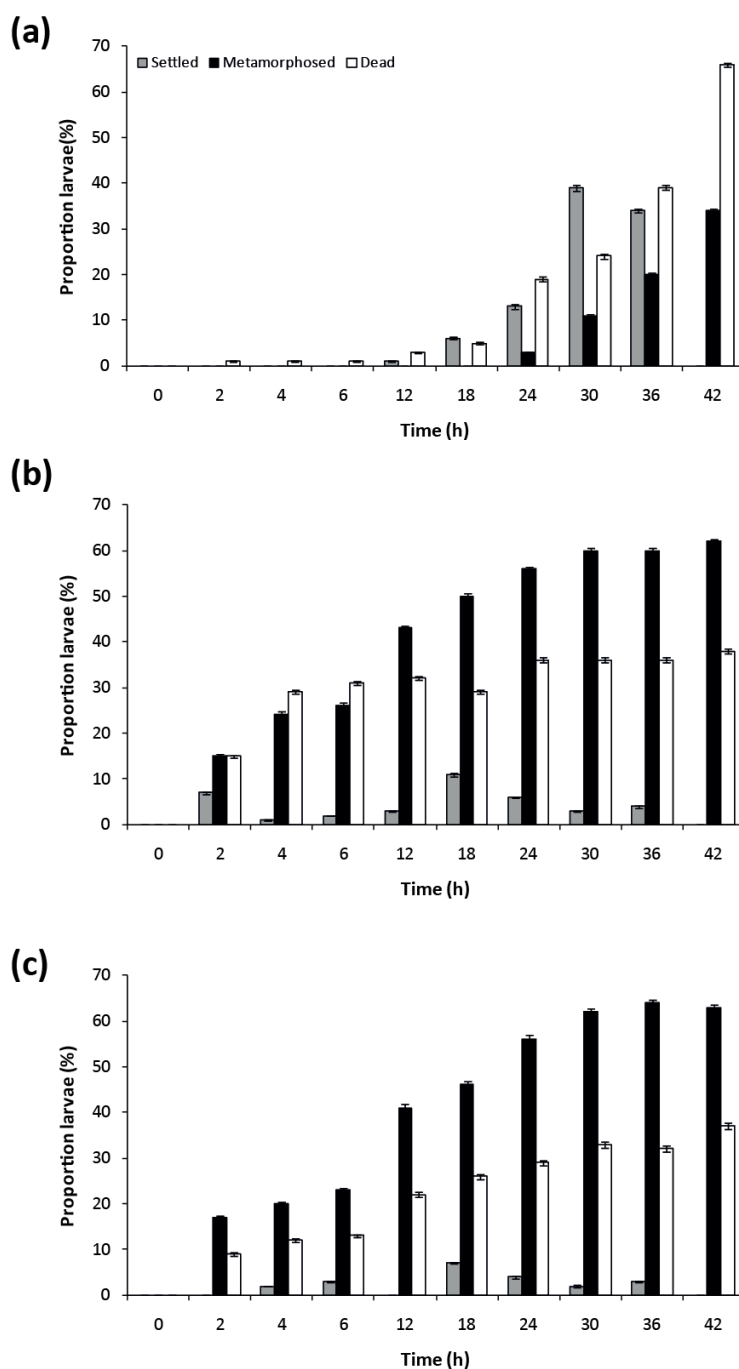 (a)
70
60
50
40
30
20
10
0
Settled Metamorphosed Dead
Proportion larvae(%)
0 2 4 6 12 18 24 30 36 42
Time (h)
(b)
70
60
50
40
30
20
10
0
Proportion larvae (%)
0 2 4 6 12 18 24 30 36 42
Time (h)
(c)
70
60
50
40
30
20
10
0
Proportion larvae (%)
0 2 4 6 12 18 24 30 36 42
Time (h)